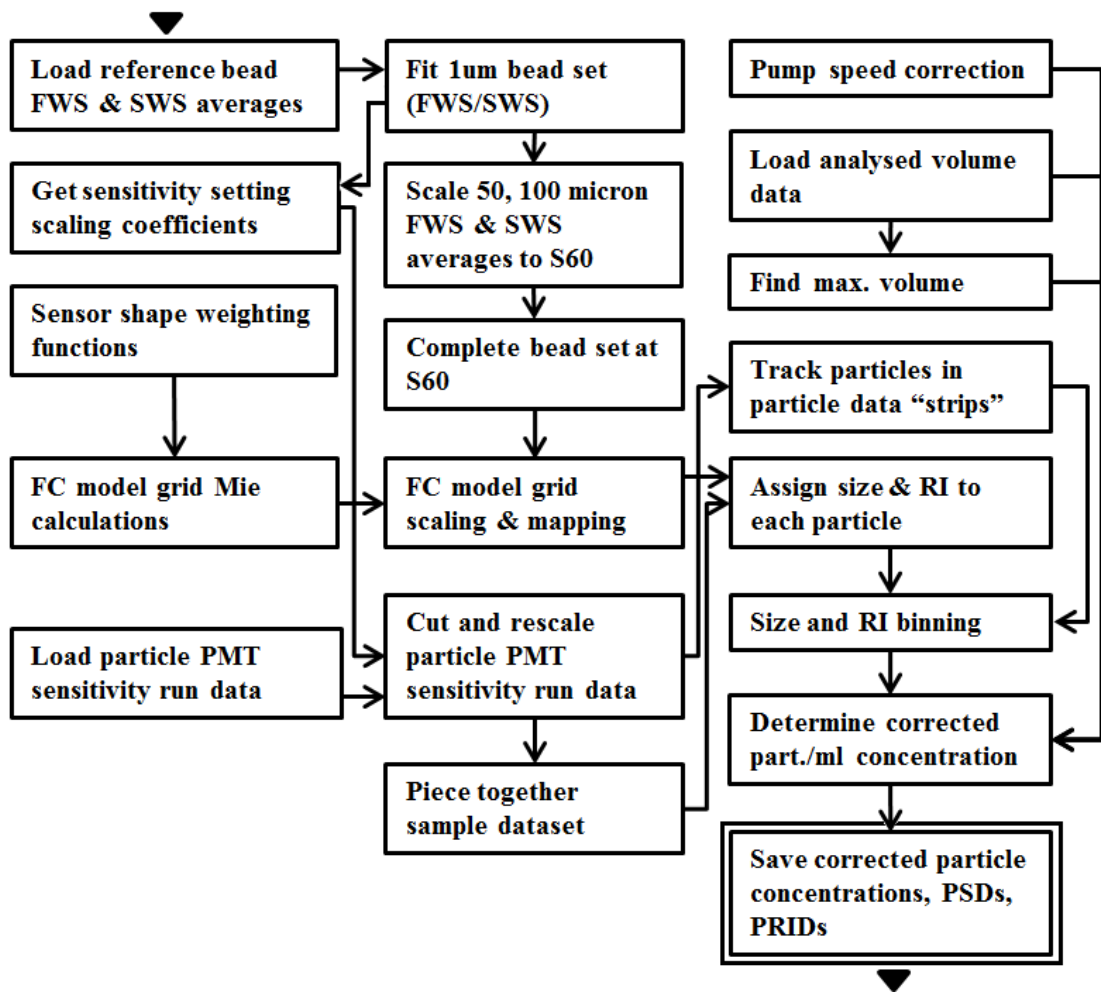 Load reference bead
FWS & SWS averages
Fit 1um bead set
(FWS/SWS)
Pump speed correction
Get sensitivity setting
scaling coefficients
Scale 50, 100 micron
FWS & SWS
averages to S60
Load analysed volume
data
Find max. volume
Sensor shape weighting
functions
Complete bead set at
S60
Track particles in
particle data “strips”
FC model grid Mie
calculations
FC model grid
scaling & mapping
Assign size & RI to
each particle
Load particle PMT
sensitivity run data
Cut and rescale
particle PMT
sensitivity run data
Size and RI binning
Determine corrected
part./ml concentration
Piece together
sample dataset
Save corrected particle
concentrations, PSDs,
PRIDs